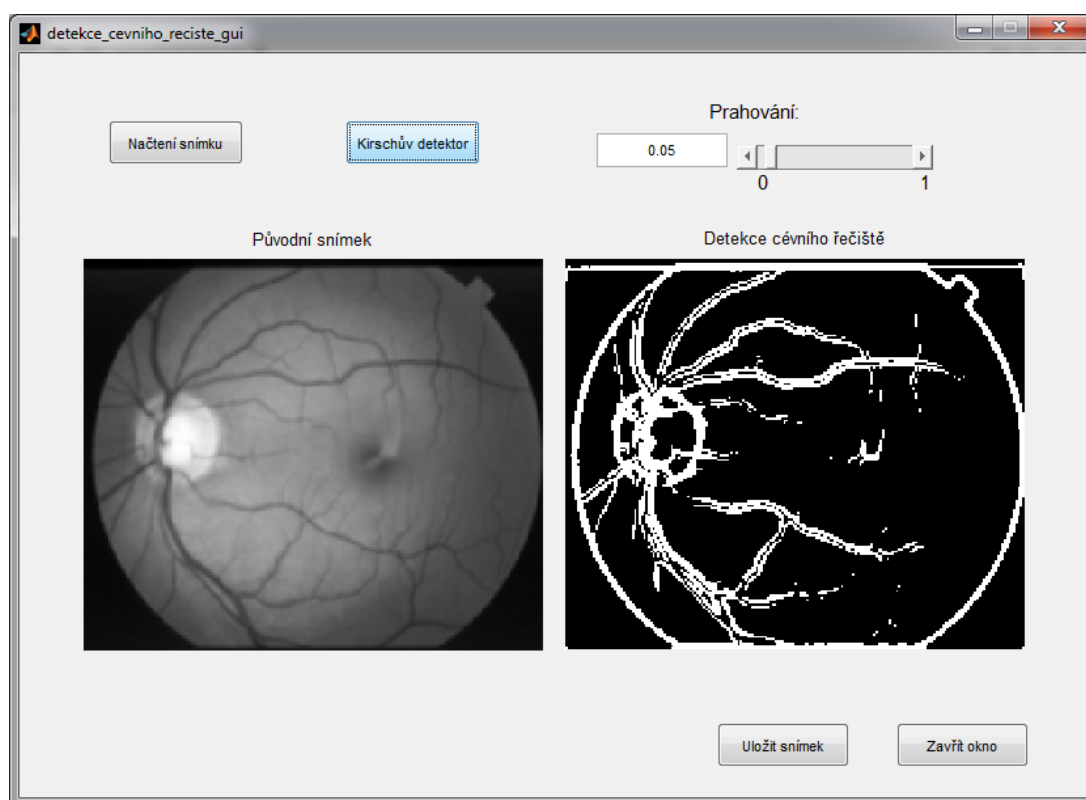 detekce_cevniho_reciste_gui
Prahování:
Načtení snímku
Kirschův detektor
0.05
0
1
Původní snímek
Detekce cévního řečiště
Uložit snímek
Zavřít okno